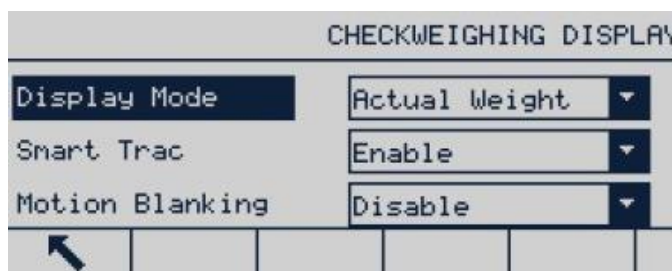 CHECKWEIGHING DISPLAY
Display Mode Actual Weight
Smart Trac Enable
Motion Blanking Disable